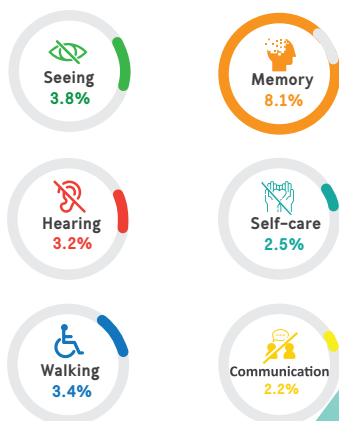 Seeing
3.8%
Memory
8.1%
Hearing
3.2%
Self-care
2.5%
Walking
3.4%
Communication
2.2%